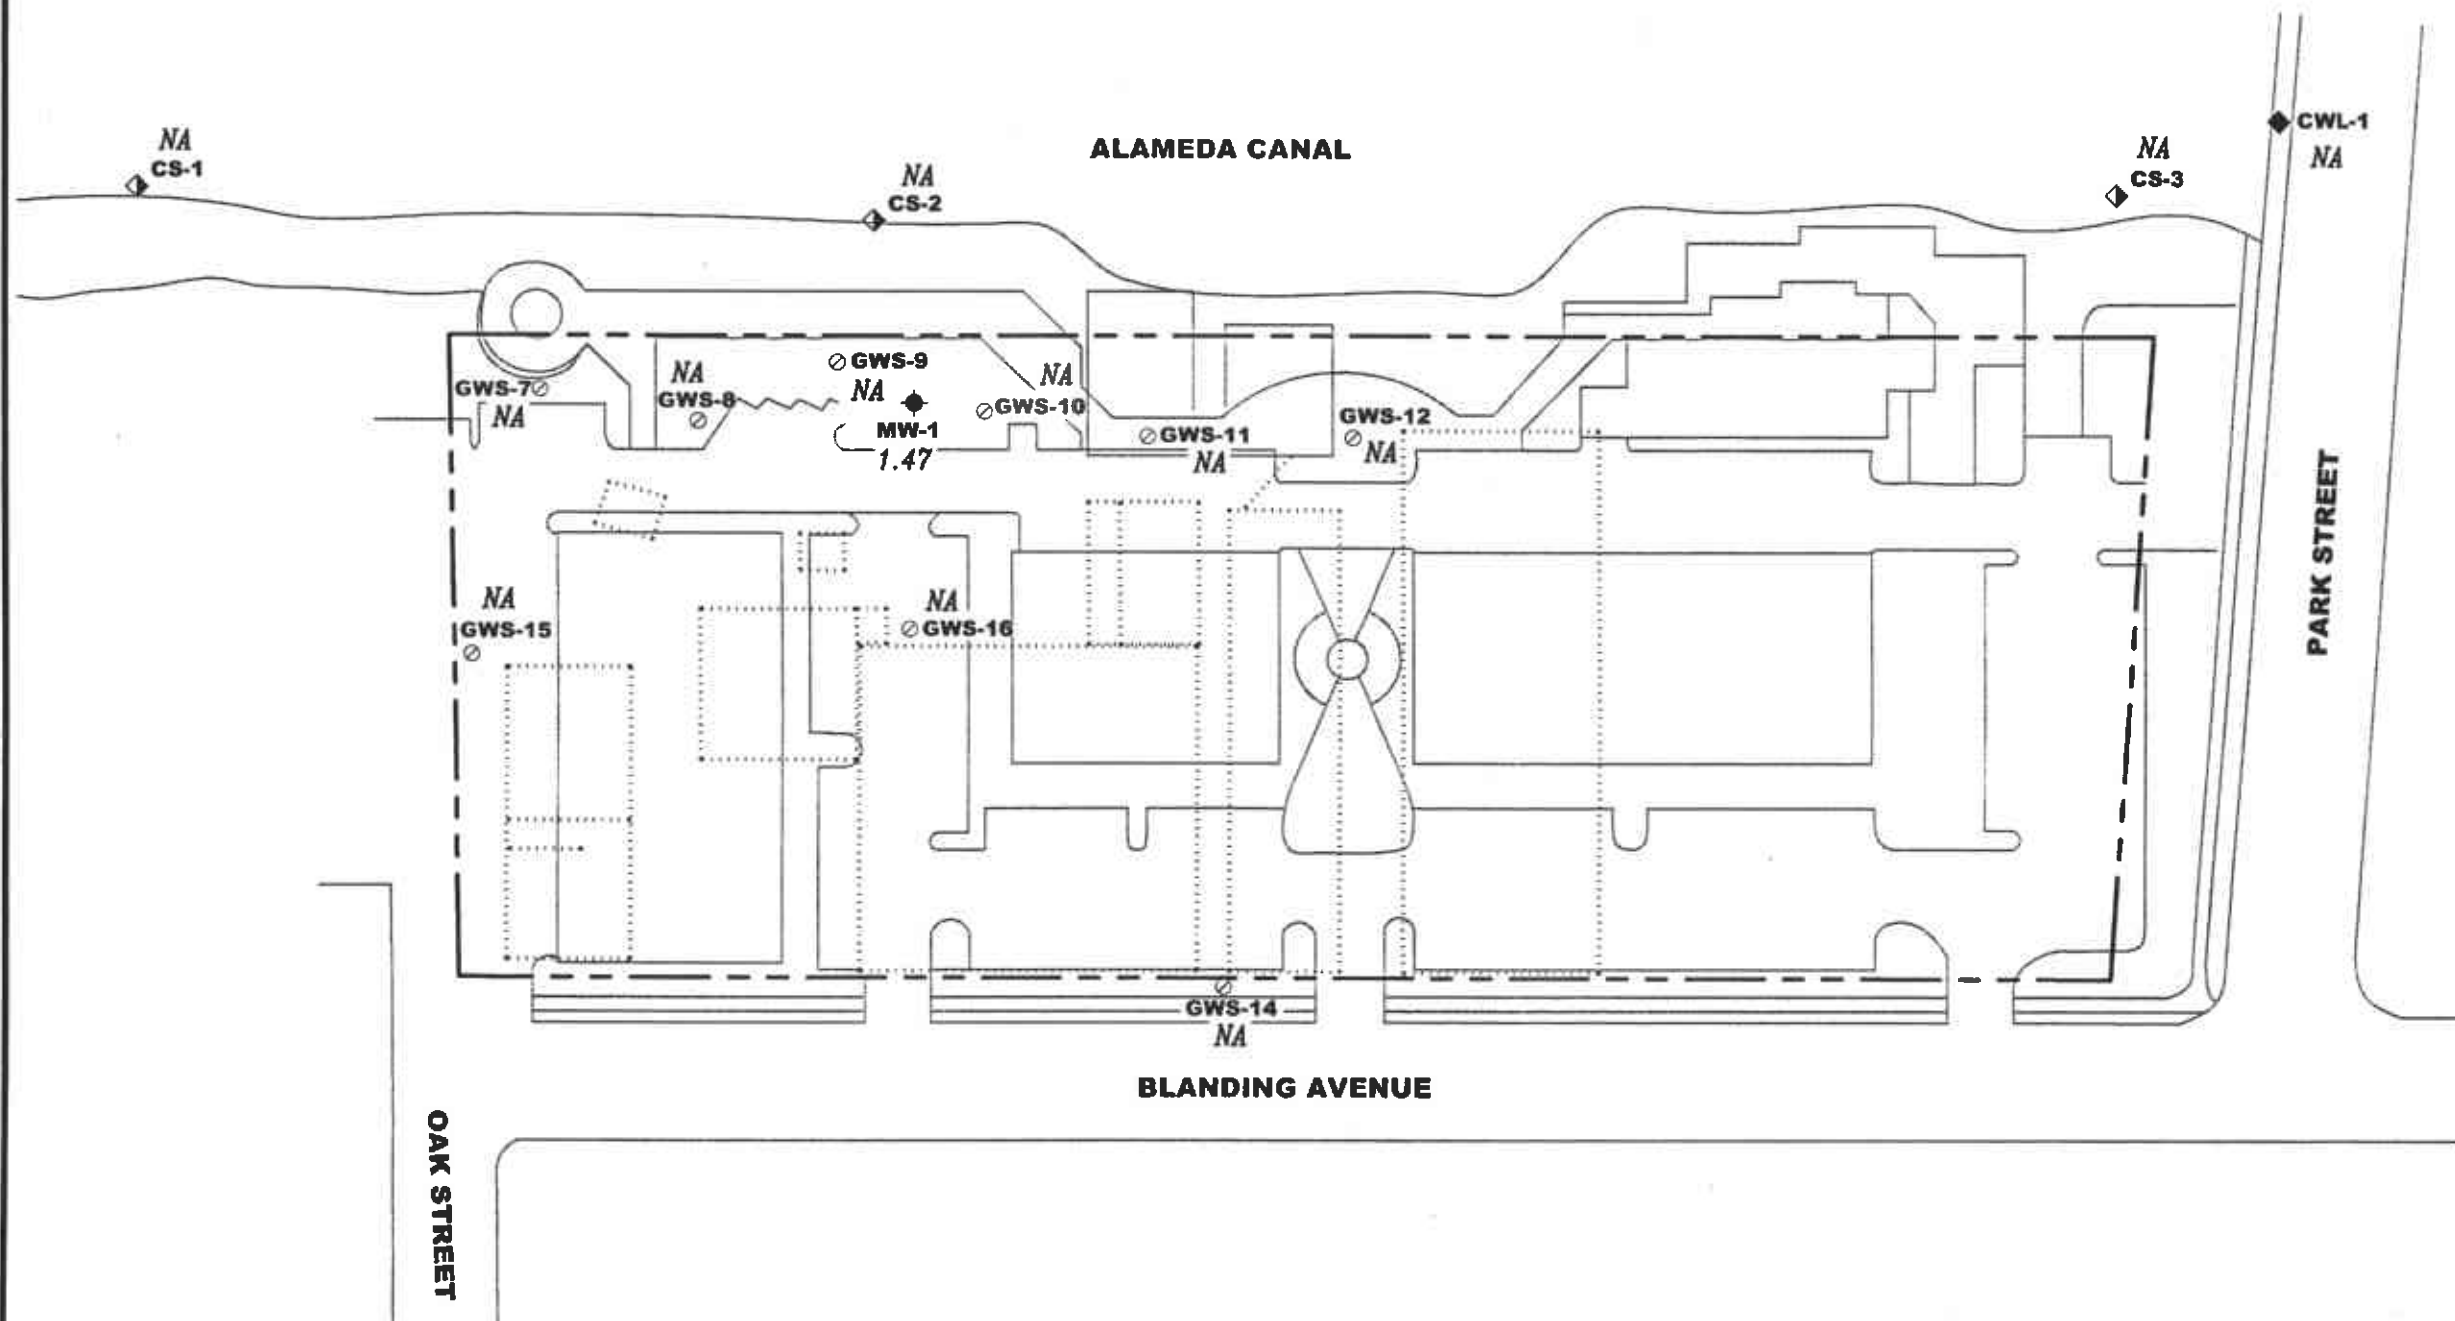 CWL-1
NA
NA
CS-1
ALAMEDA CANAL
NA
CS-3
NA
CS-2
GWS-9
NA
NA
GWS-8
GWS-7
NA
NA
GWS-10
MW-1
1.47
GWS-11
NA
GWS-12
NA
PARK STREET
NA
GWS-15
NA
GWS-16
GWS-14
NA
BLANDING AVENUE
OAK STREET